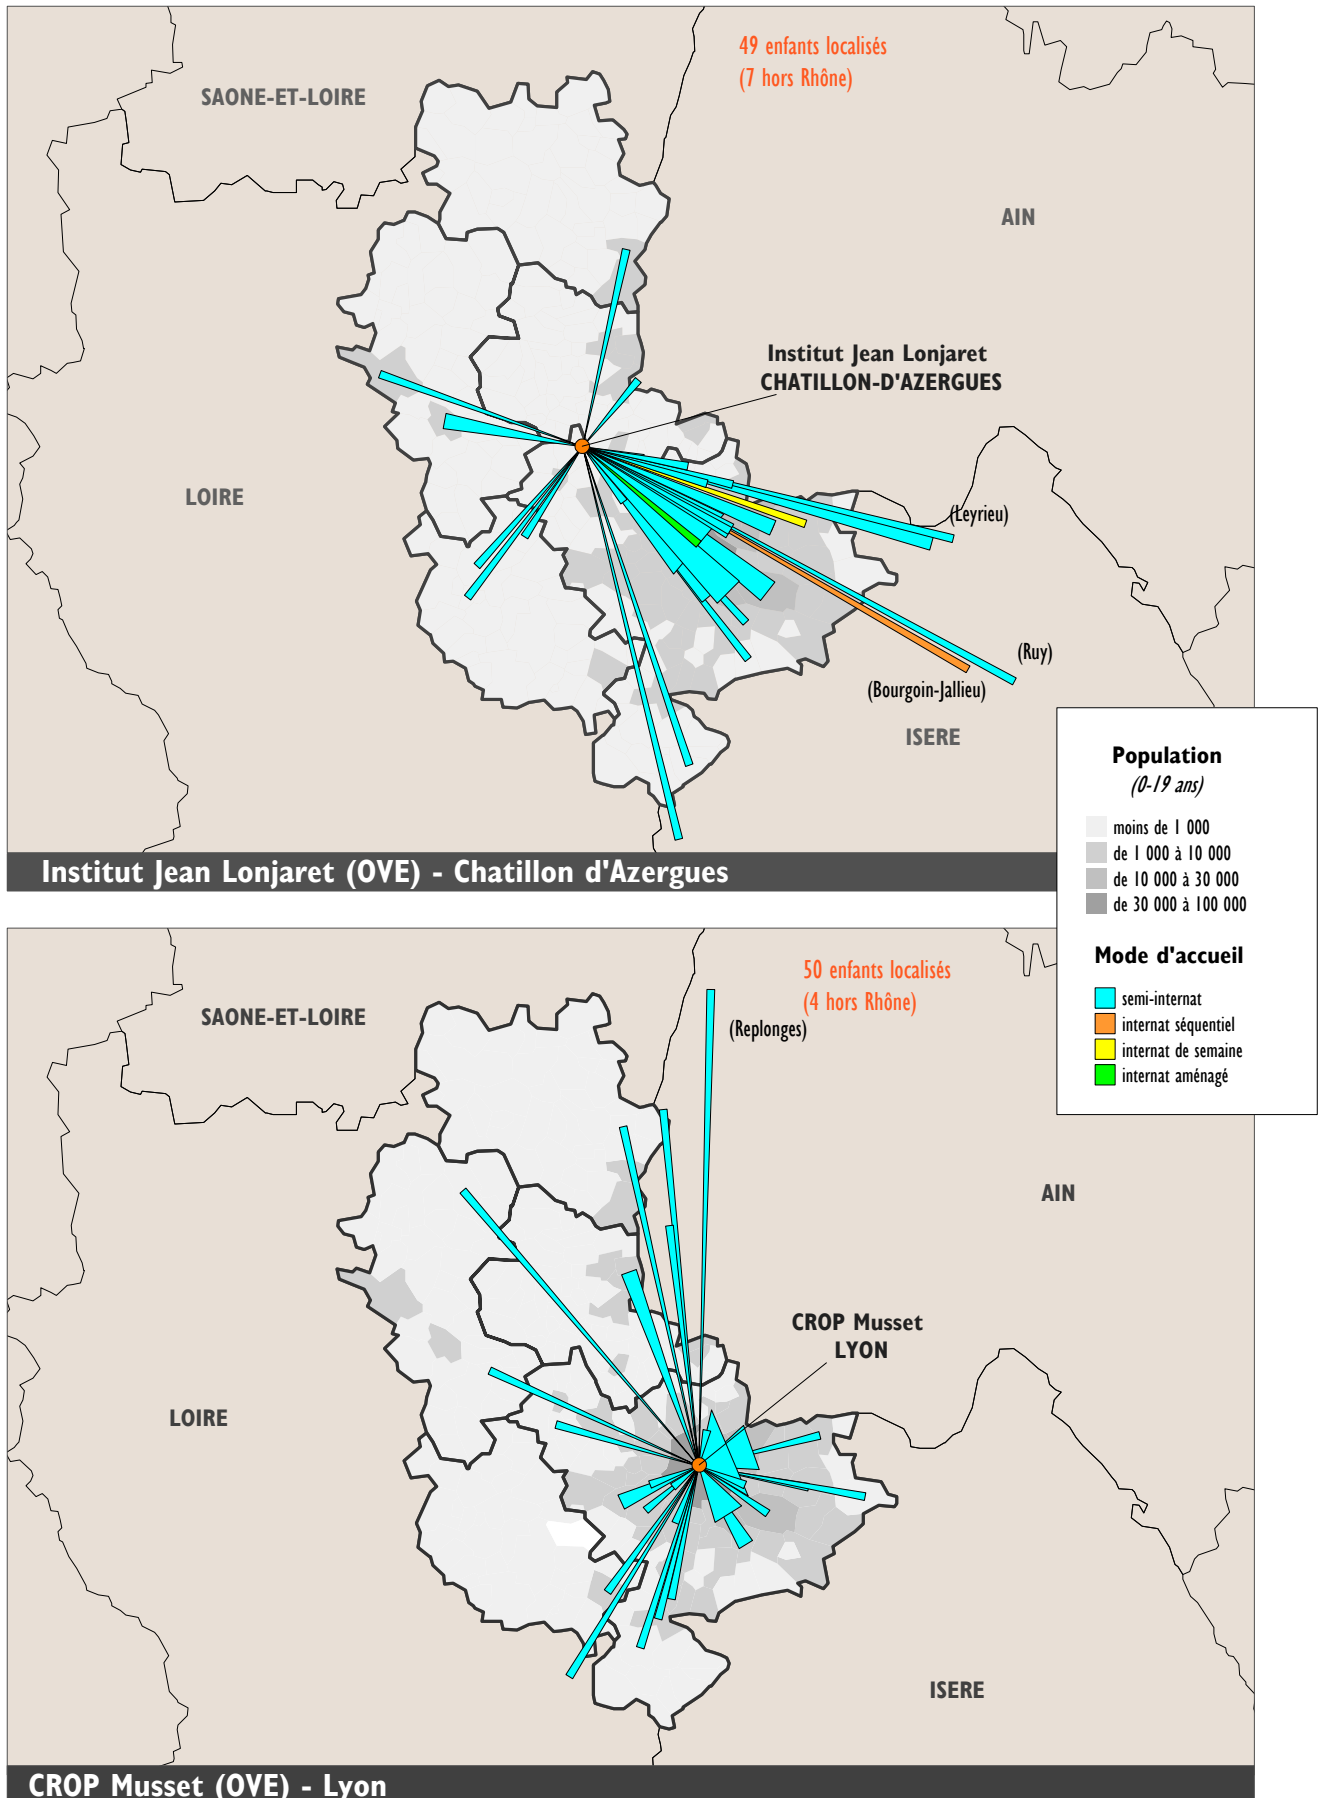 49 enfants localisés
(7 hors Rhône)
SAONE-ET-LOIRE
AIN
Institut Jean Lonjaret
CHATILLON-D'AZERGUES
LOIRE
(Leyrieu)
(Ruy)
(Bourgoin-Jallieu)
ISERE
Institut Jean Lonjaret (OVE) - Chatillon d'Azergues
Population
(0-19 ans)
moins de 1 000
de 1 000 à 10 000
de 10 000 à 30 000
de 30 000 à 100 000
Mode d'accueil
semi-internat
internat séquentiel
internat de semaine
internat aménagé
50 enfants localisés
(4 hors Rhône)
SAONE-ET-LOIRE
(Replonges)
AIN
CROP Musset
LYON
LOIRE
ISERE
CROP Musset (OVE) - Lyon